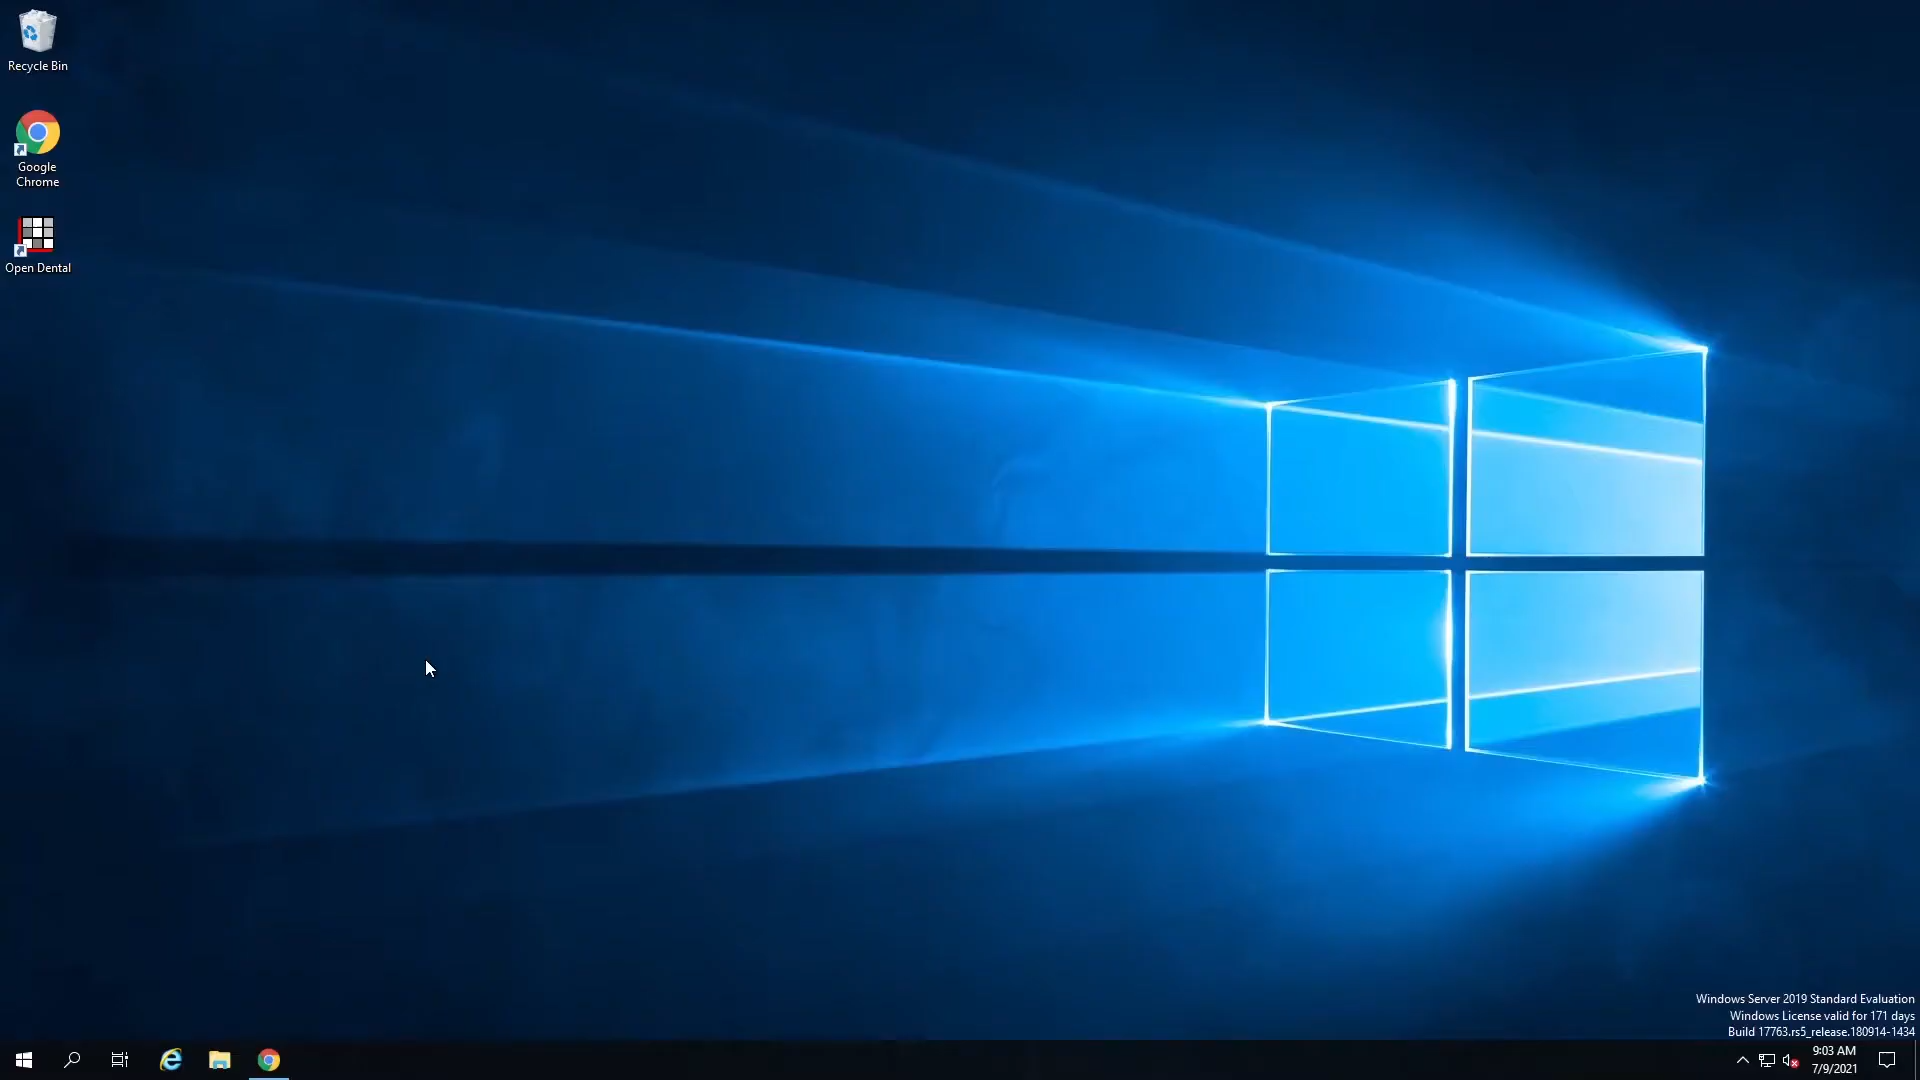 Recycle Bin
Google
Chrome
Open Dental
Windows Server 2019 Standard Evaluation
Windows License valid for 171 days
Build 17763.rs5_release.180914-1434
9:03 AM
7/9/2021